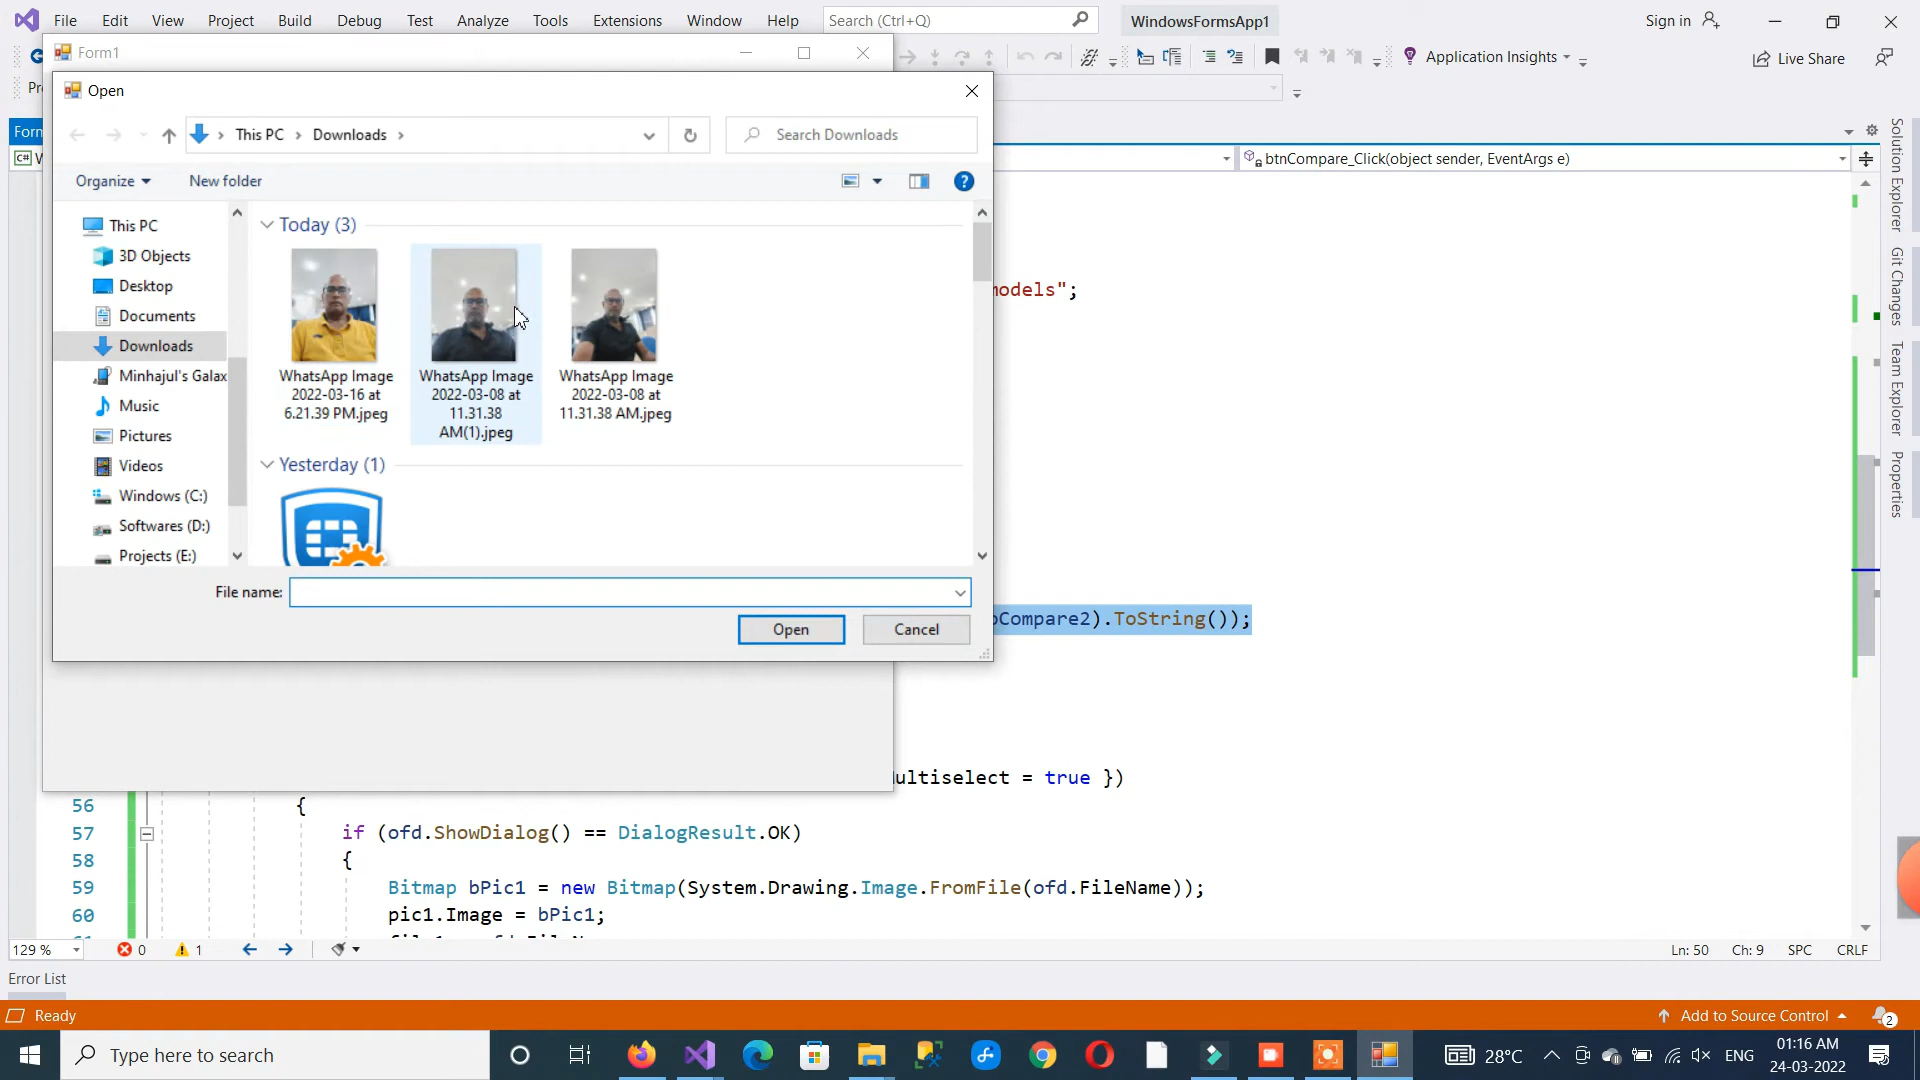 File Edit View Project Build Debug Test Analyze Tools Extensions Window Help Search (Ctrl+Q) WindowsFormsApp1 Sign in
Form1
Application Insights Live Share
Open
This PC Downloads Search Downloads
btnCompare_Click(object sender, EventArgs e)
Organize New folder
This PC
3D Objects
Desktop
Documents
Downloads
Minhajul's Galax
Music
Pictures
Videos
Windows (C:)
Softwares (D:)
Projects (E:)
Today (3)
WhatsApp Image 2022-03-16 at 6.21.39 PM.jpeg
WhatsApp Image 2022-03-08 at 11.31.38 AM(1).jpeg
WhatsApp Image 2022-03-08 at 11.31.38 AM.jpeg
Yesterday (1)
File name:
Open Cancel
models";
Compare2).ToString());
ultiselect = true })
56 {
57 if (ofd.ShowDialog() == DialogResult.OK)
58 {
59 Bitmap bPic1 = new Bitmap(System.Drawing.Image.FromFile(ofd.FileName));
60 pic1.Image = bPic1;
Solution Explorer
Git Changes
Team Explorer
Properties
129 % 0 1 Ln: 50 Ch: 9 SPC CRLF
Error List
Ready Add to Source Control 2
Type here to search 28°C ENG 01:16 AM
24-03-2022